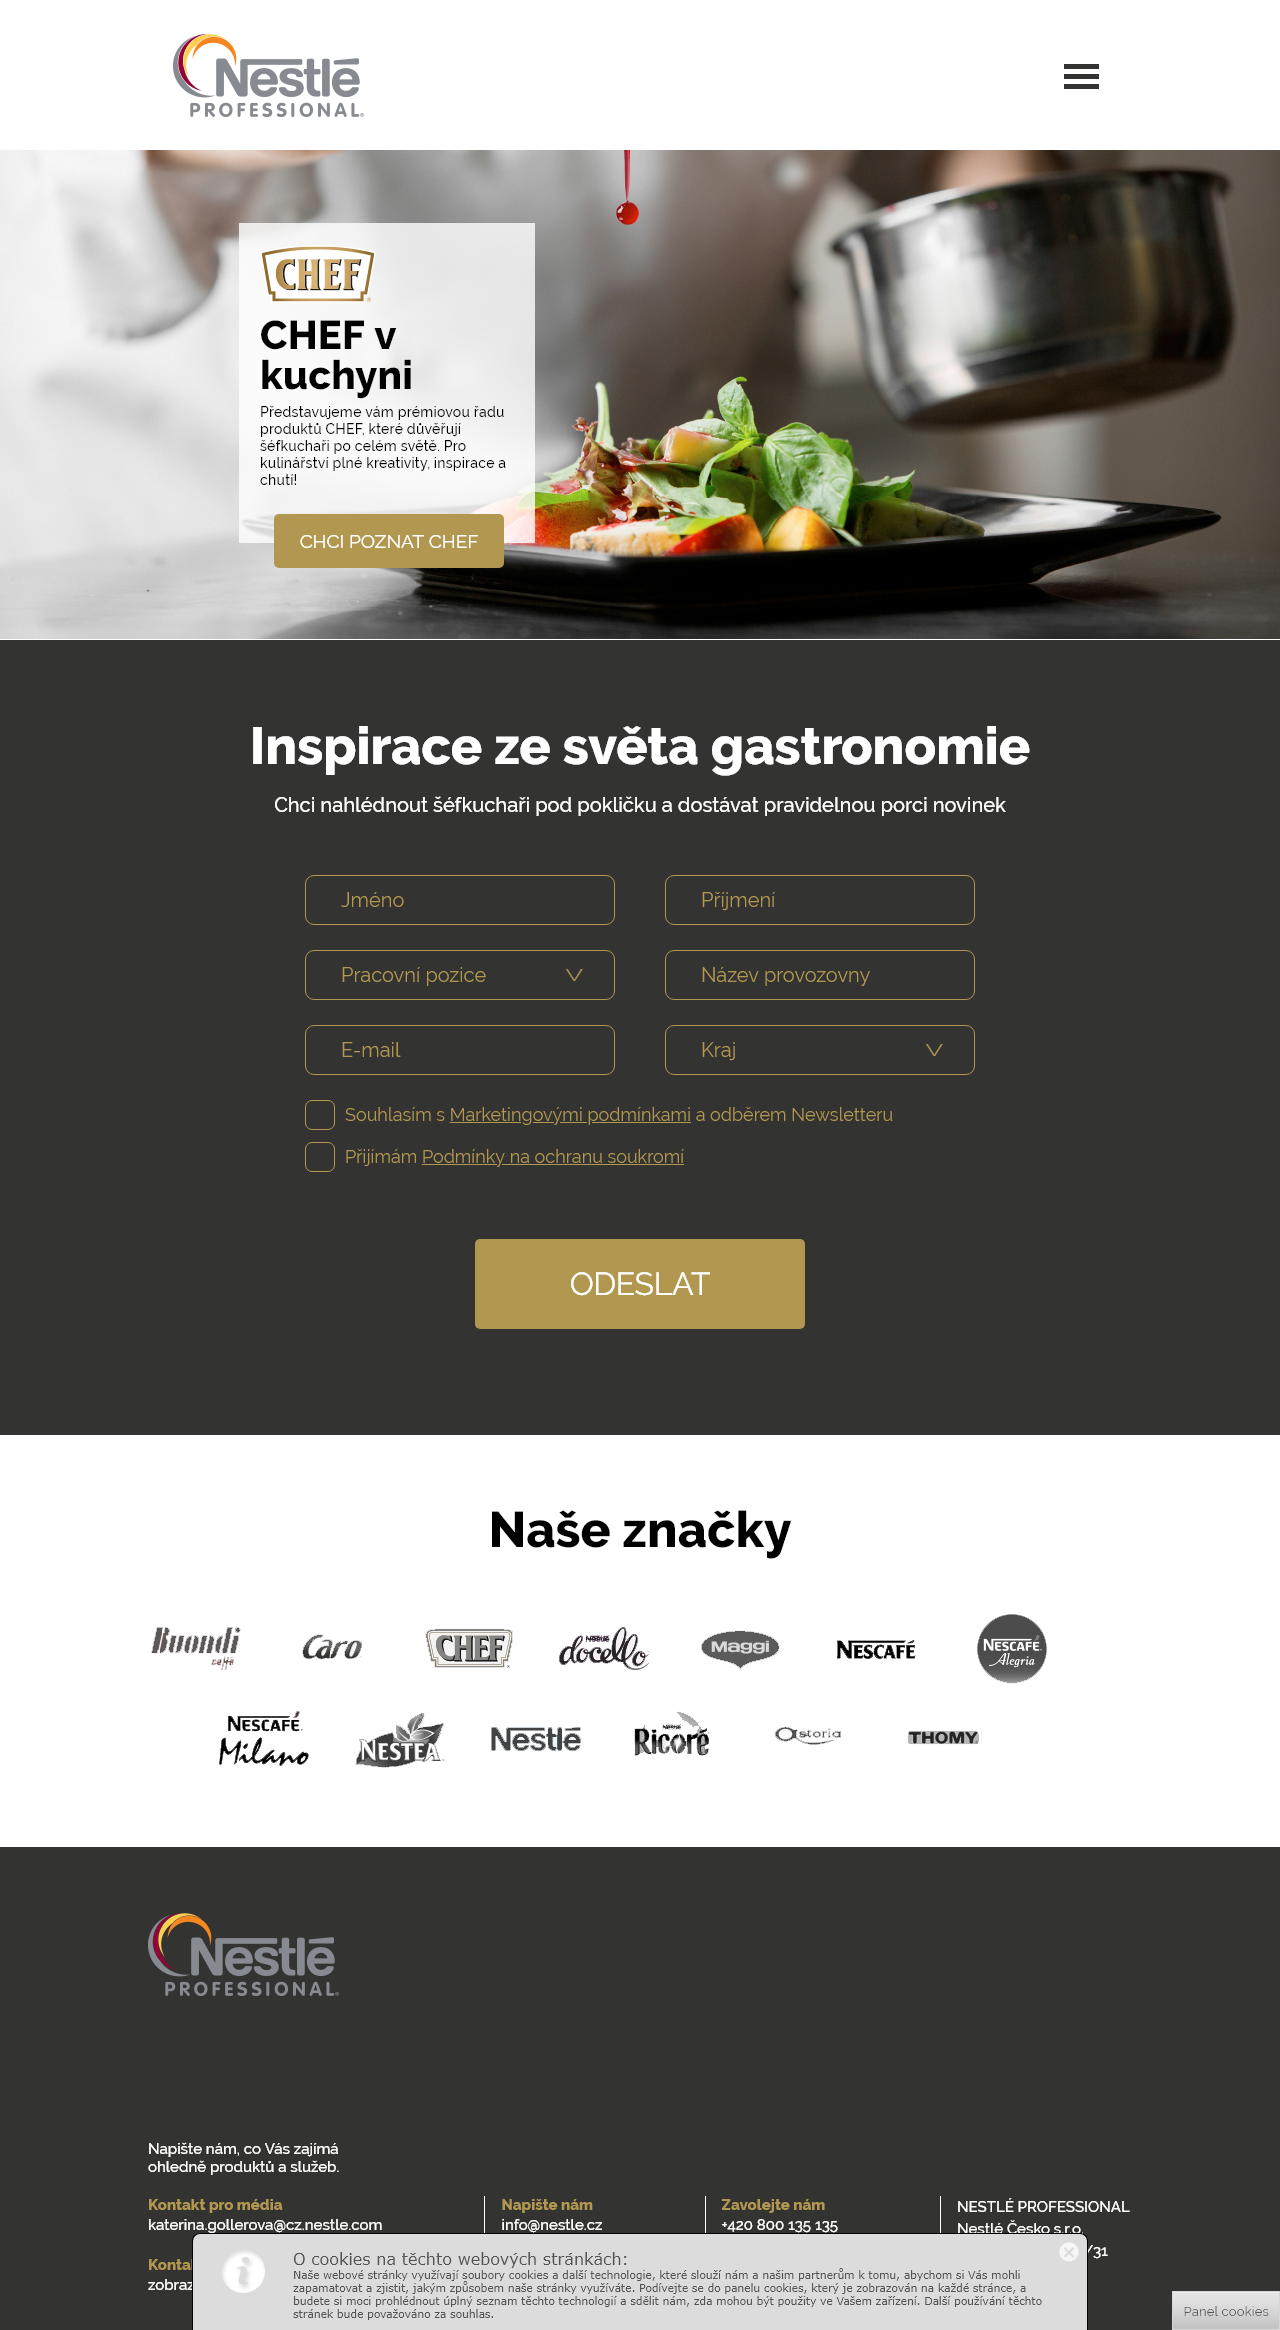 Nestlé
PROFESSIONAL
CHEF
CHEF v
kuchyni
Představujeme vám prémiovou řadu
produktů CHEF, které důvěřují
šéfkuchaři po celém světě. Pro
kulinářství plné kreativity, inspirace a
chutí!
CHCI POZNAT CHEF
Inspirace ze světa gastronomie
Chci nahlédnout šéfkuchaři pod pokličku a dostávat pravidelnou porci novinek
Jméno
Příjmení
Pracovní pozice
Název provozovny
E-mail
Kraj
Souhlasím s Marketingovými podmínkami a odběrem Newsletteru
Přijímám Podmínky na ochranu soukromí
ODESLAT
Naše značky
Buondi
caffè
Caro
CHEF
Nestlé
docello
Maggi
NESCAFÉ
NESCAFÉ
Alegria
NESCAFÉ
Milano
NESTEA
Nestlé
Nestlé
Ricoré
astoria
THOMY
Nestlé
PROFESSIONAL
Napište nám, co Vás zajímá
ohledně produktů a služeb.
Kontakt pro média
katerina.gollerova@cz.nestle.com
Napište nám
info@nestle.cz
Zavolejte nám
+420 800 135 135
NESTLÉ PROFESSIONAL
Nestlé Česko s.r.o.
/31
O cookies na těchto webových stránkách:
Naše webové stránky využívají soubory cookies a další technologie, které slouží nám a našim partnerům k tomu, abychom si Vás mohli
zapamatovat a zjistit, jakým způsobem naše stránky využíváte. Podívejte se do panelu cookies, který je zobrazován na každé stránce, a
budete si moci prohlédnout úplný seznam těchto technologií a sdělit nám, zda mohou být použity ve Vašem zařízení. Další používání těchto
stránek bude považováno za souhlas.
Panel cookies